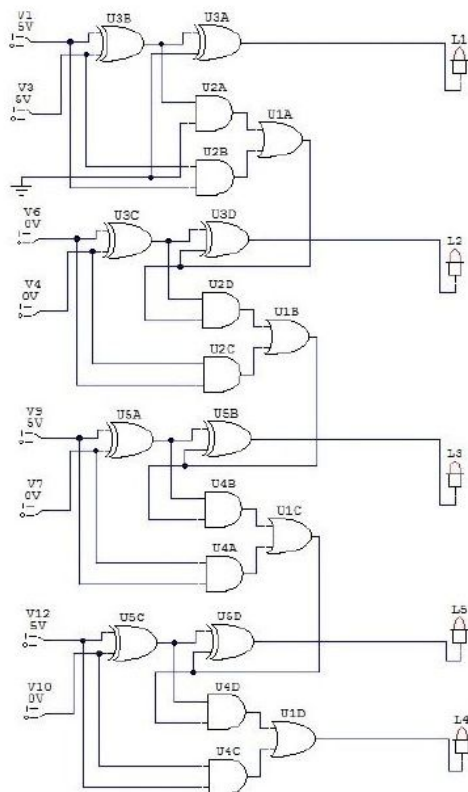 V1
5V
U3B
U3A
L1
V3
5V
U2A
U1A
U2B
V6
0V
U3C
U3D
L2
V4
0V
U2D
U1B
U2C
V9
5V
U5A
U5B
L3
V7
0V
U4B
U1C
U4A
V12
5V
U5C
U5D
L5
V10
0V
U4D
U1D
L4
U4C